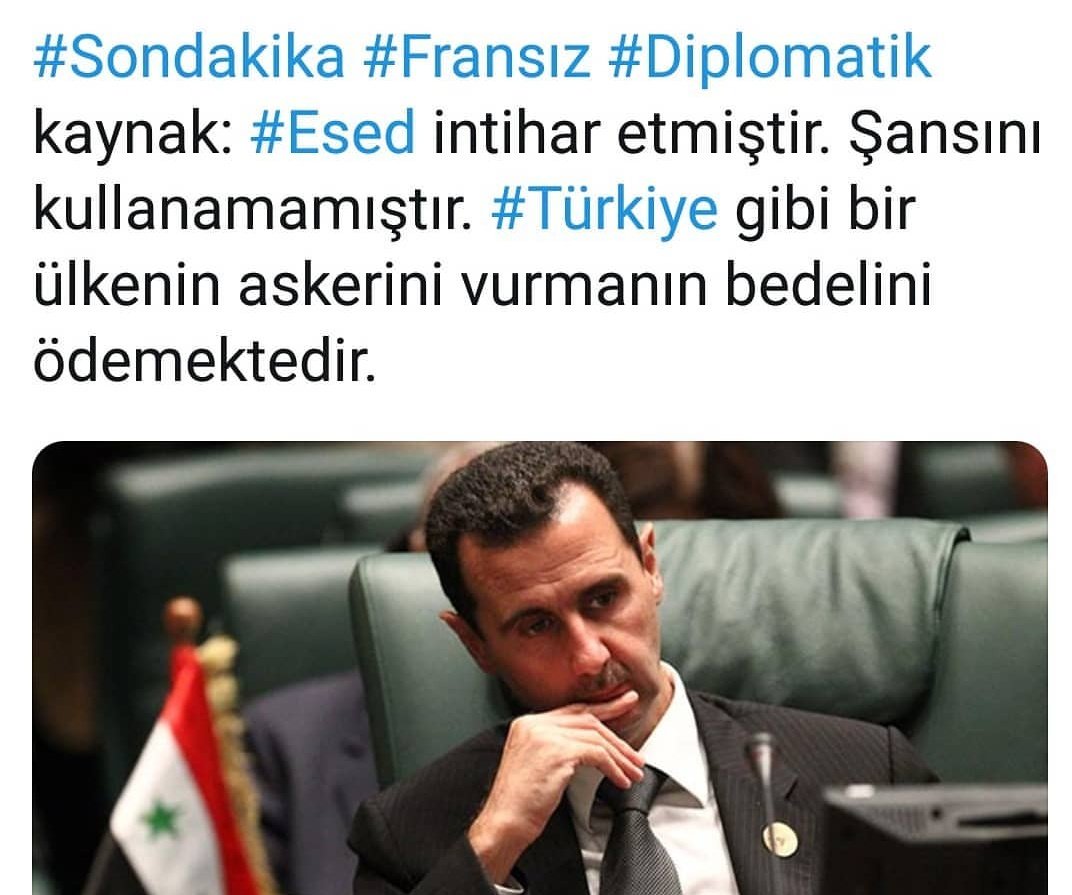 #Sondakika #Fransız #Diplomatik
kaynak: #Esed intihar etmiştir. Şansını
kullanamamıştır. #Türkiye gibi bir
ülkenin askerini vurmanın bedelini
ödemektedir.